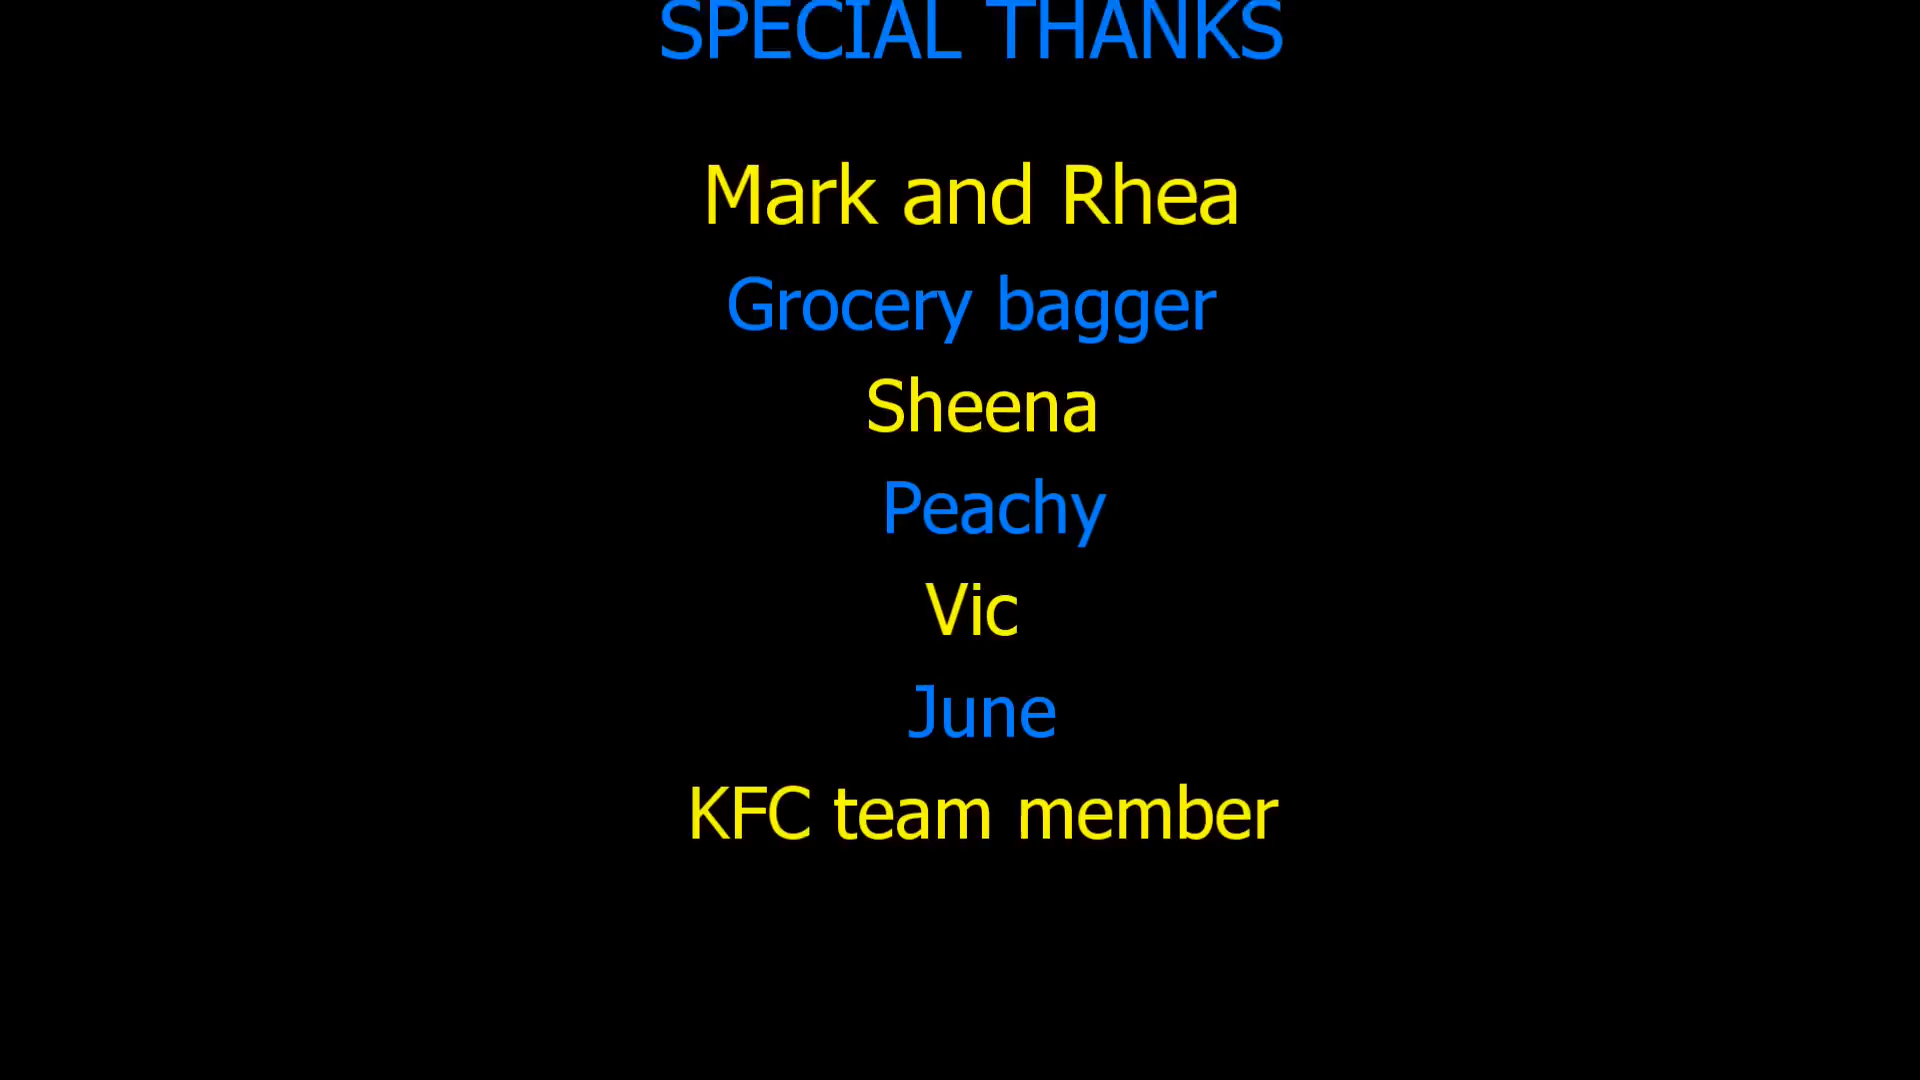 SPECIAL THANKS
Mark and Rhea
Grocery bagger
Sheena
Peachy
Vic
June
KFC team member